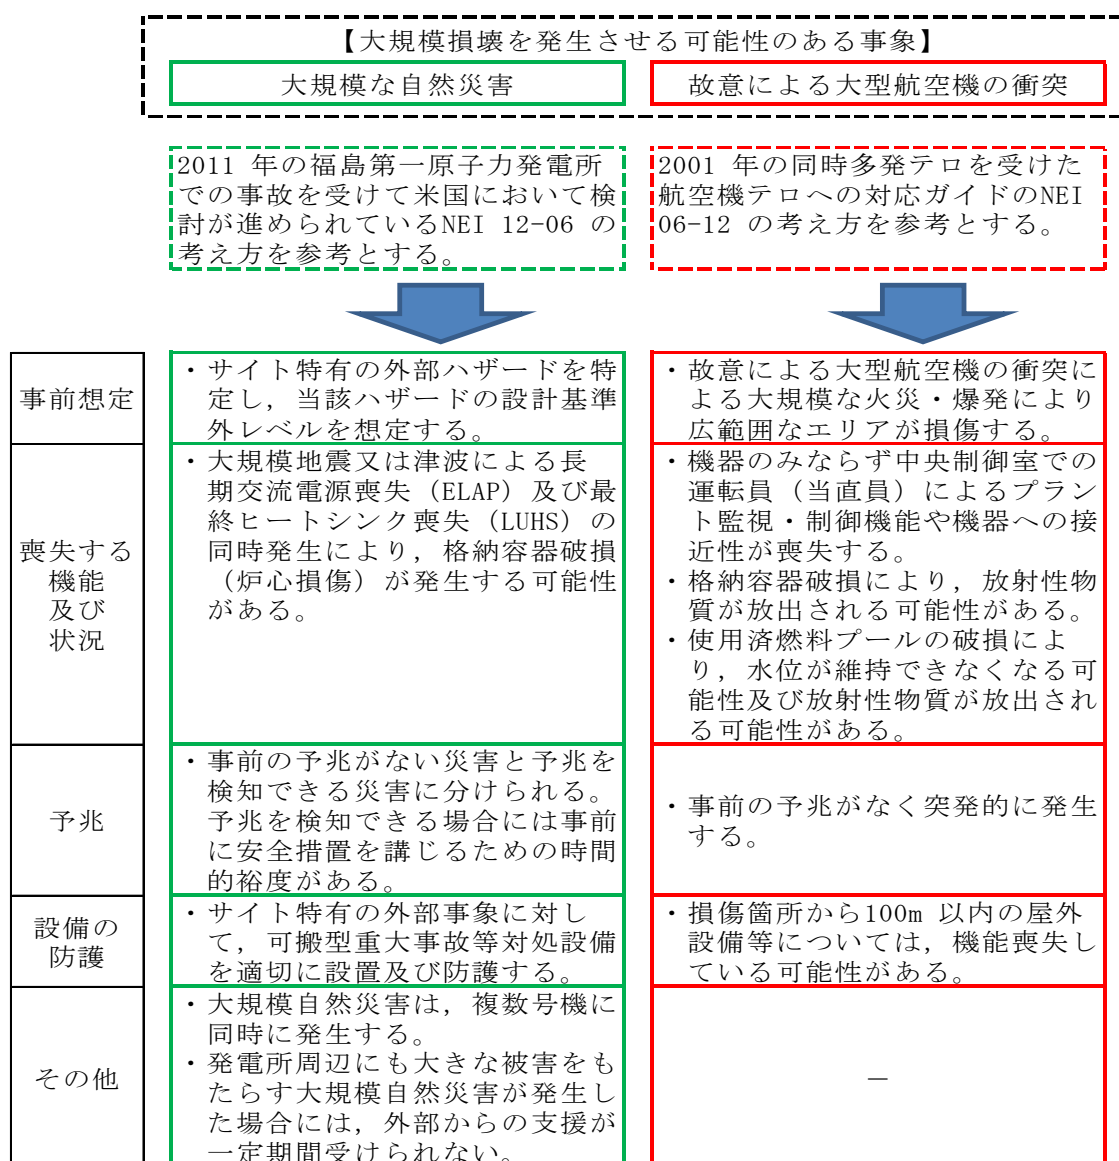 【大規模損壊を発生させる可能性のある事象】
大規模な自然災害
故意による大型航空機の衝突
2011 年の福島第一原子力発電所
での事故を受けて米国において検
討が進められているNEI 12-06 の
考え方を参考とする。
2001 年の同時多発テロを受けた
航空機テロへの対応ガイドのNEI
06-12 の考え方を参考とする。
事前想定
・サイト特有の外部ハザードを特
定し，当該ハザードの設計基準
外レベルを想定する。
・故意による大型航空機の衝突に
よる大規模な火災・爆発により
広範囲なエリアが損傷する。
喪失する
機能
及び
状況
・大規模地震又は津波による長
期交流電源喪失（ELAP）及び最
終ヒートシンク喪失（LUHS）の
同時発生により，格納容器破損
（炉心損傷）が発生する可能性
がある。
・機器のみならず中央制御室での
運転員（当直員）によるプラン
ト監視・制御機能や機器への接
近性が喪失する。
・格納容器破損により，放射性物
質が放出される可能性がある。
・使用済燃料プールの破損によ
り，水位が維持できなくなる可
能性及び放射性物質が放出され
る可能性がある。
予兆
・事前の予兆がない災害と予兆を
検知できる災害に分けられる。
予兆を検知できる場合には事前
に安全措置を講じるための時間
的裕度がある。
・事前の予兆がなく突発的に発生
する。
設備の
防護
・サイト特有の外部事象に対し
て，可搬型重大事故等対処設備
を適切に設置及び防護する。
・損傷箇所から100m 以内の屋外
設備等については，機能喪失し
ている可能性がある。
その他
・大規模自然災害は，複数号機に
同時に発生する。
・発電所周辺にも大きな被害をも
たらす大規模自然災害が発生し
た場合には，外部からの支援が
一定期間受けられない。
－